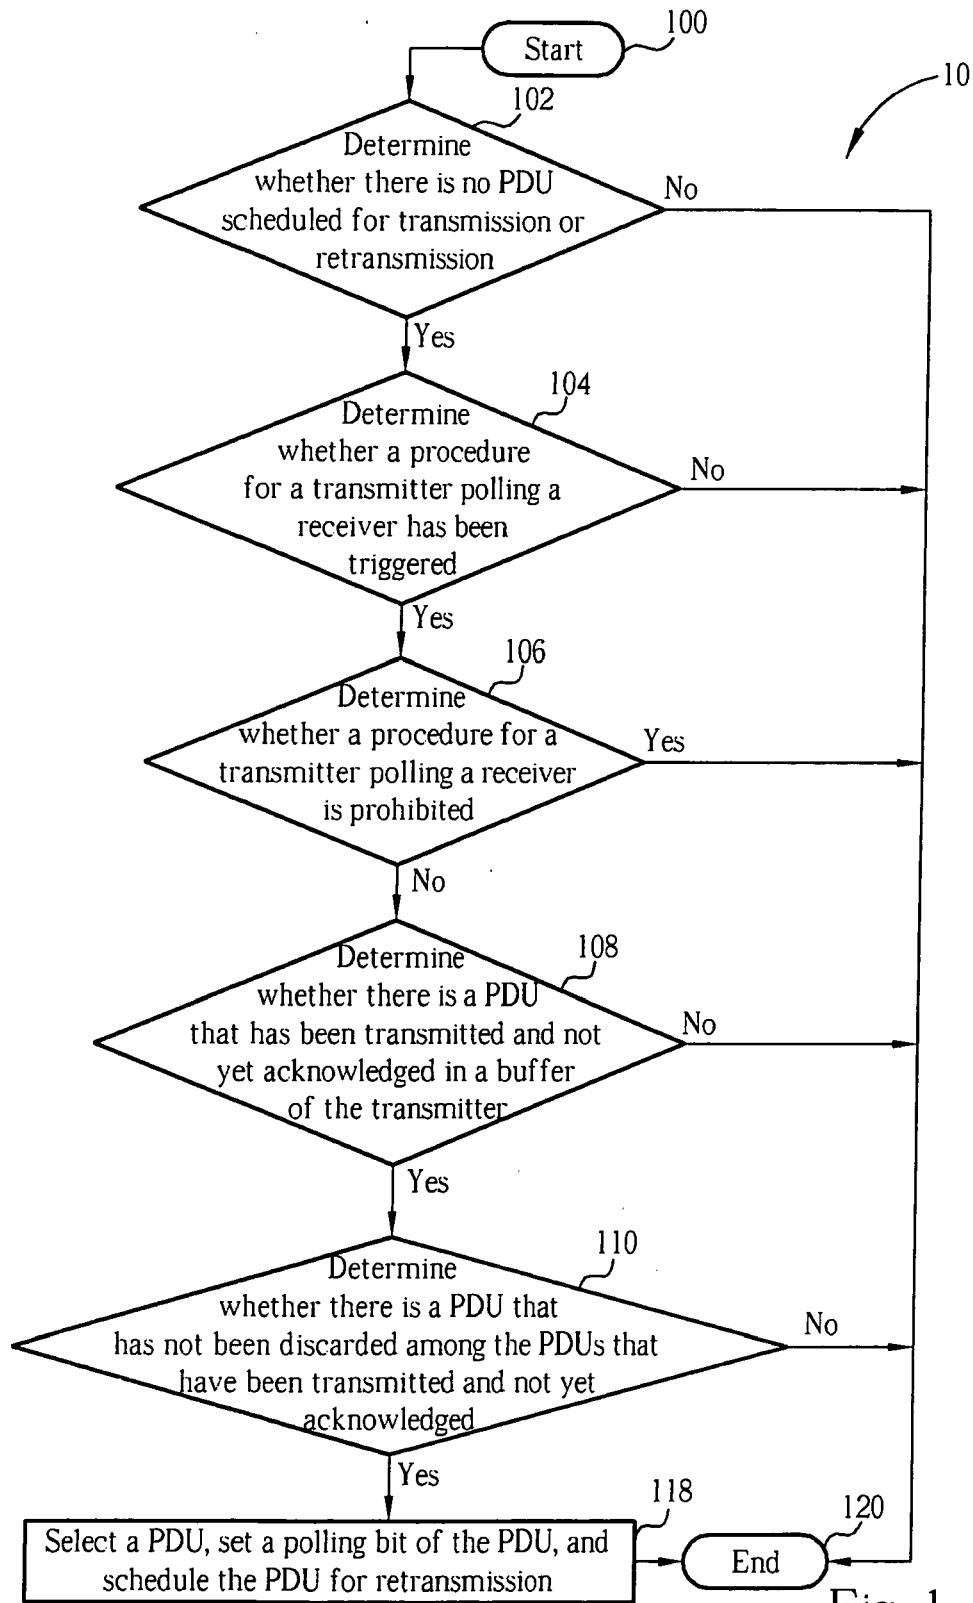 Start
100
10
102
Determine
whether there is no PDU
scheduled for transmission or
retransmission
No
Yes
104
Determine
whether a procedure
for a transmitter polling a
receiver has been
triggered
No
Yes
106
Determine
whether a procedure for a
transmitter polling a receiver
is prohibited
Yes
No
108
Determine
whether there is a PDU
that has been transmitted and not
yet acknowledged in a buffer
of the transmitter
No
Yes
110
Determine
whether there is a PDU that
has not been discarded among the PDUs that
have been transmitted and not yet
acknowledged
No
Yes
118
Select a PDU, set a polling bit of the PDU, and
schedule the PDU for retransmission
120
End
Fig. 1